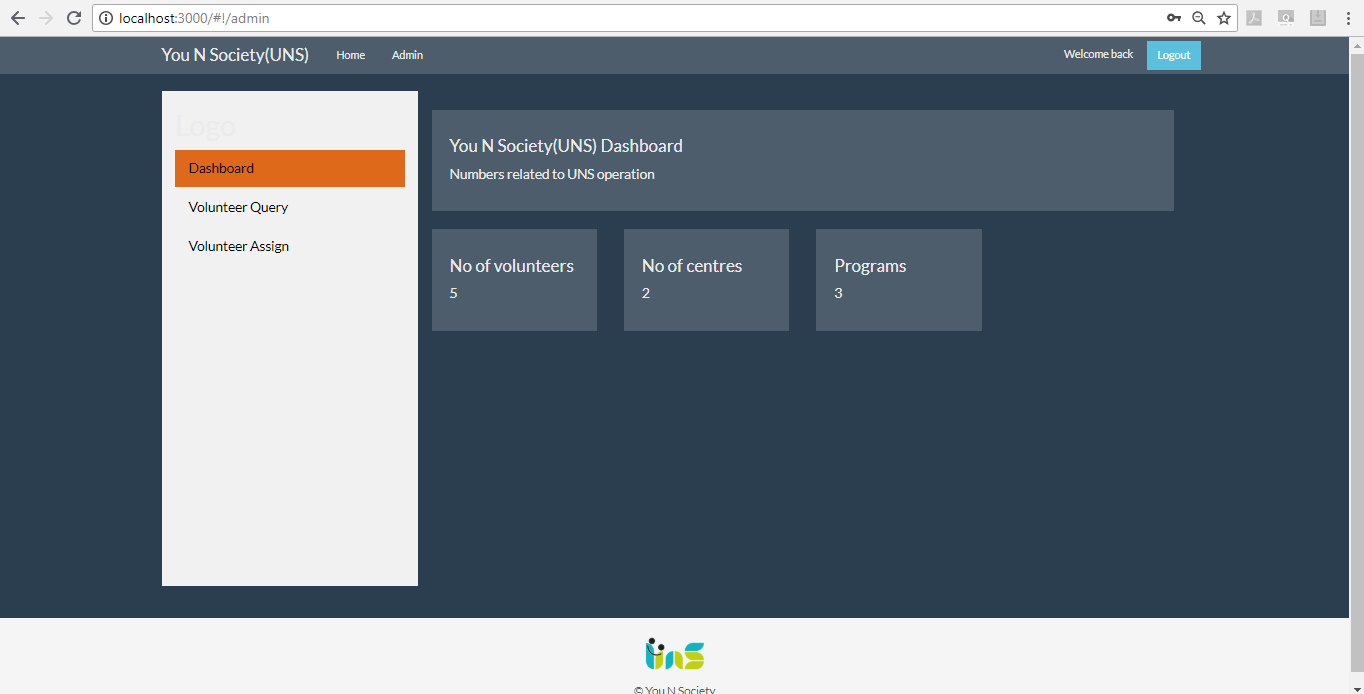 localhost:3000/#!/admin
You N Society(UNS) Home Admin Welcome back Logout
Logo
Dashboard
Volunteer Query
Volunteer Assign
You N Society(UNS) Dashboard
Numbers related to UNS operation
No of volunteers
5
No of centres
2
Programs
3
uns
© You N Society